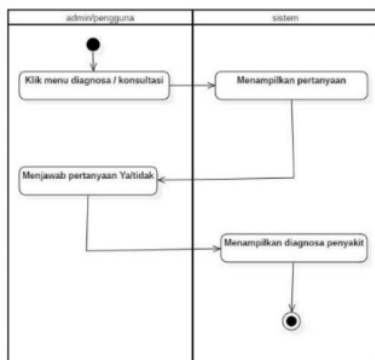 admin/pengguna
sistem
Klik menu diagnosa / konsultasi
Menampilkan pertanyaan
Menjawab pertanyaan Ya/tidak
Menampilkan diagnosa penyakit